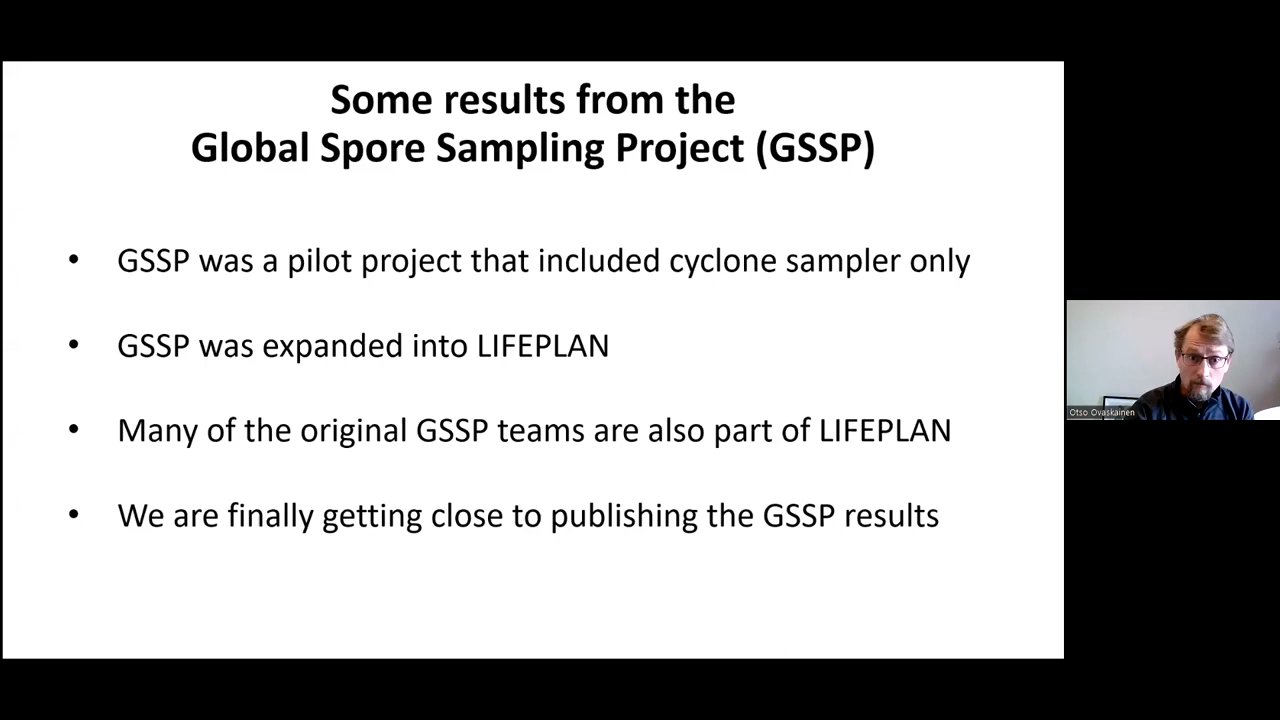 Some results from the
Global Spore Sampling Project (GSSP)
• GSSP was a pilot project that included cyclone sampler only
• GSSP was expanded into LIFEPLAN
• Many of the original GSSP teams are also part of LIFEPLAN
• We are finally getting close to publishing the GSSP results
Otso Ovaskainen